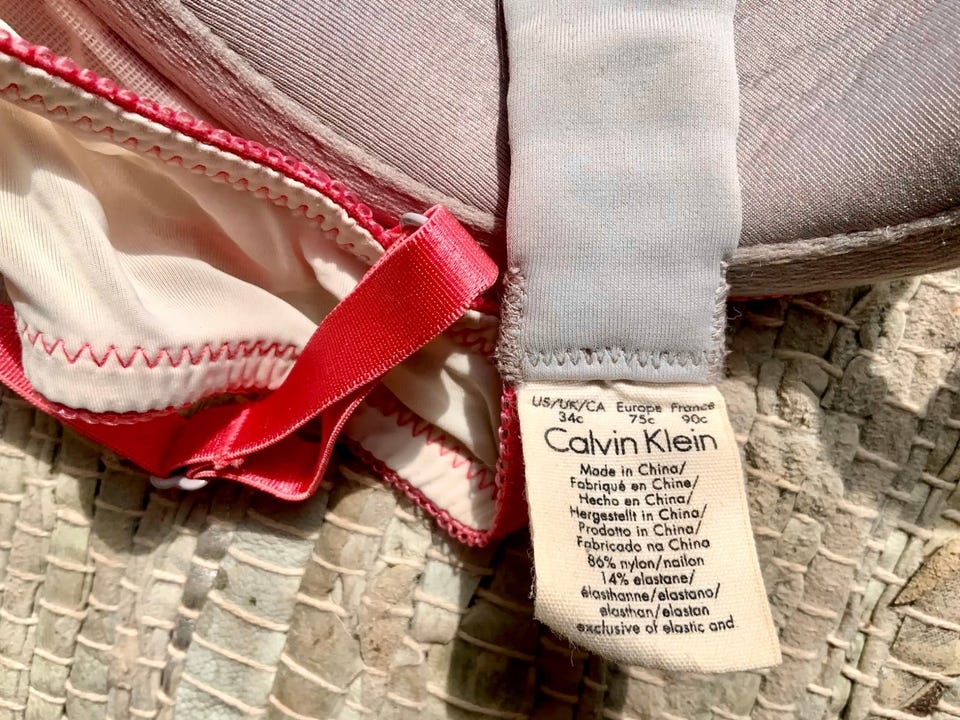 US/UK/CA Europe France
34c 75c 90c
Calvin Klein
Made in China/
Fabriqué en Chine/
Hecho en China/
Hergestellt in China/
Prodotto in China/
Fabricado na China
86% nylon/nailon
14% elastane/
élasthanne/elastano/
elasthan/elastan
exclusive of elastic and